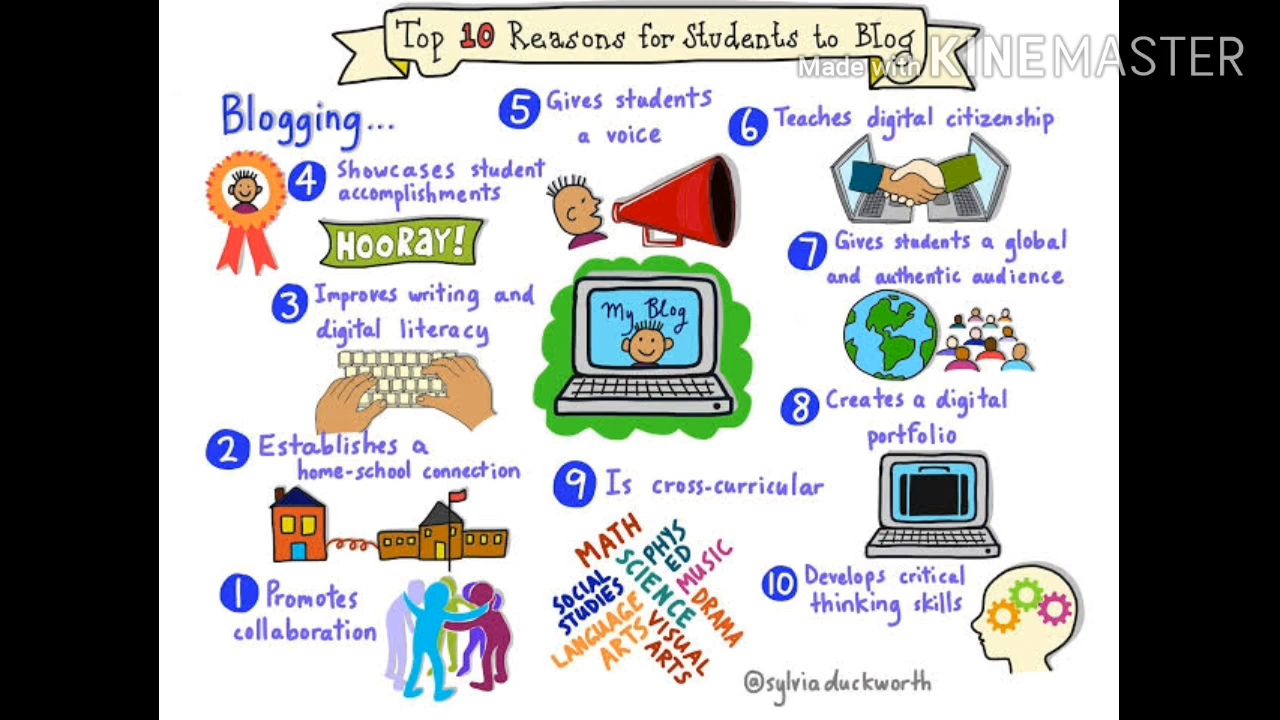 Top 10 Reasons for Students to Blog
Made with KINEMASTER
Blogging...
1 Promotes
collaboration
2 Establishes a
home-school connection
3 Improves writing and
digital literacy
4 Showcases student
accomplishments
HOORAY!
5 Gives students
a voice
My Blog
6 Teaches digital citizenship
7 Gives students a global
and authentic audience
8 Creates a digital
portfolio
9 Is cross-curricular
MATH
PHYS
ED
SCIENCE
MUSIC
SOCIAL
STUDIES
LANGUAGE
ARTS
DRAMA
VISUAL
ARTS
10 Develops critical
thinking skills
@sylviaduckworth